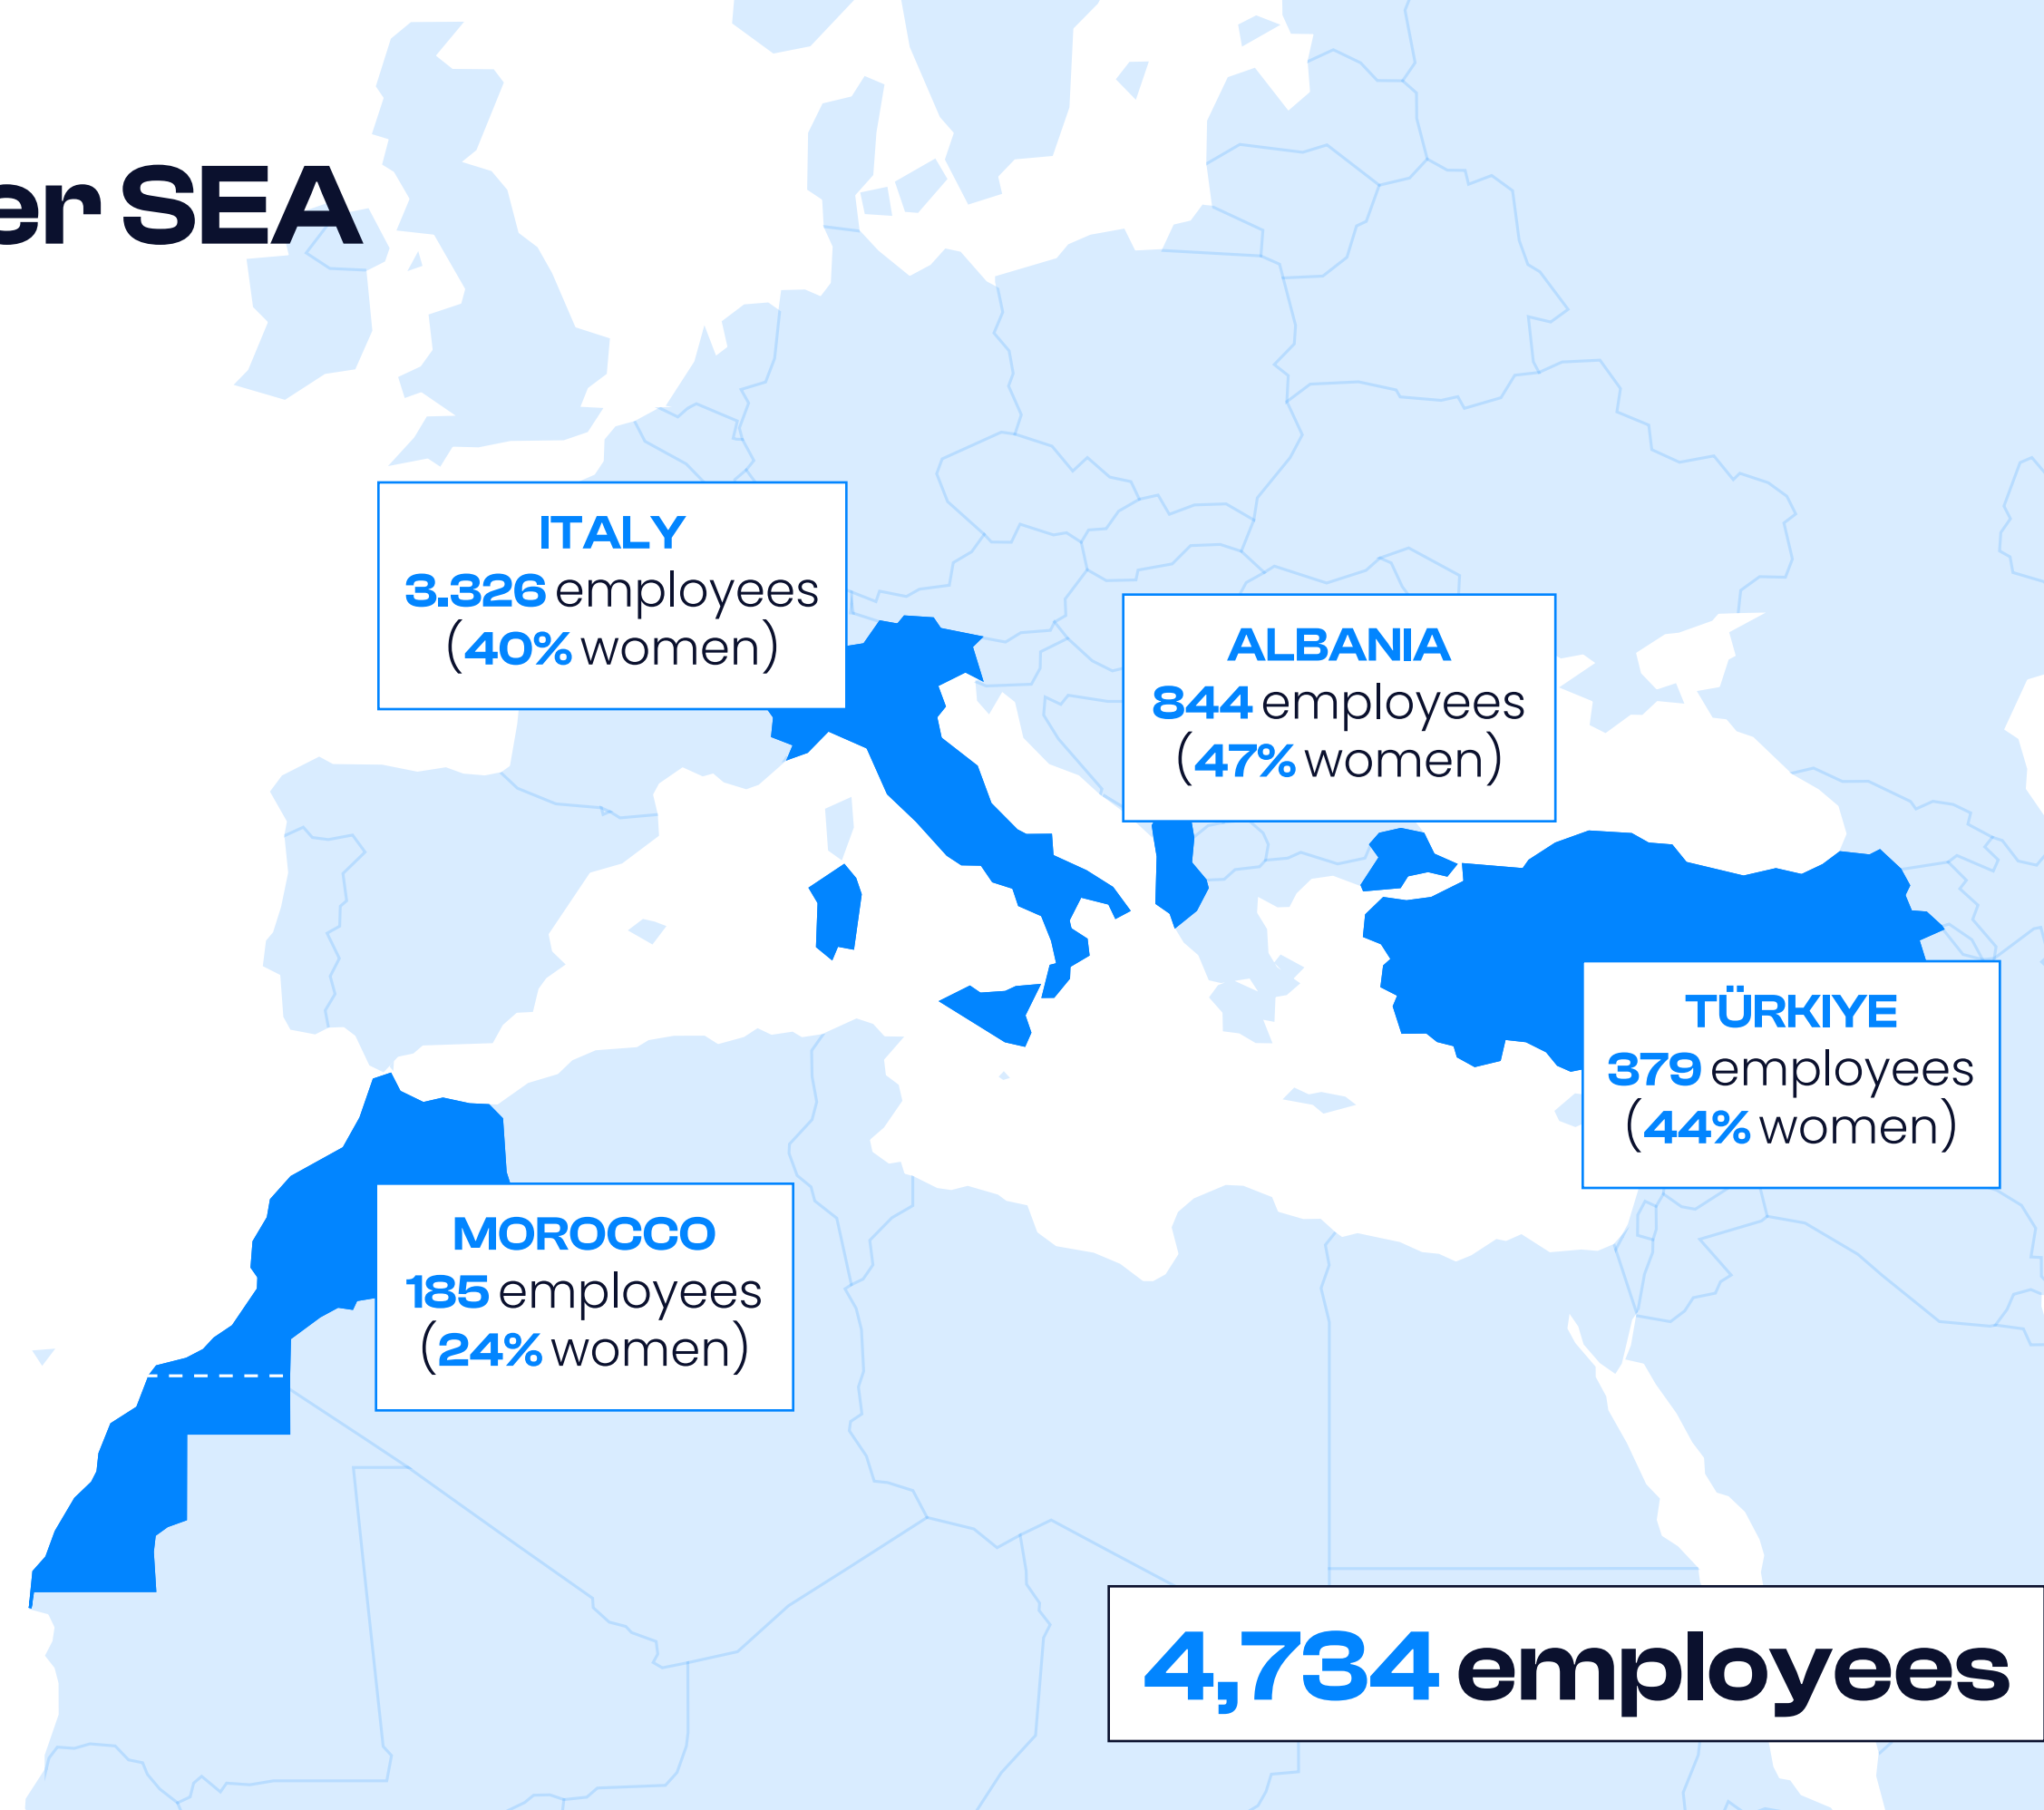 er SEA
ITALY
3.326 employees
(40% women)
ALBANIA
844 employees
(47% women)
TÜRKIYE
379 employees
(44% women)
MOROCCO
185 employees
(24% women)
4,734 employees